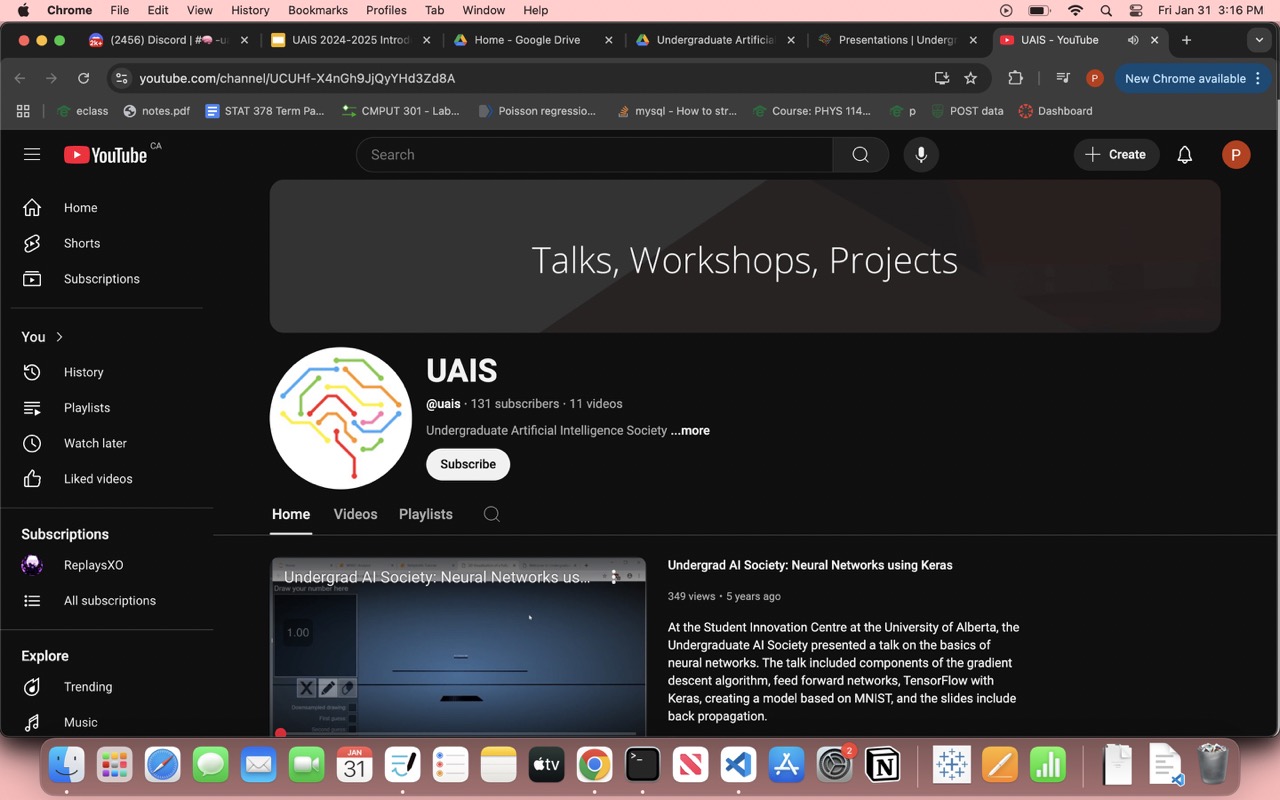 Chrome File Edit View History Bookmarks Profiles Tab Window Help Fri Jan 31 3:16 PM
(2456) Discord | #🧠-u UAIS 2024-2025 Introd Home - Google Drive Undergraduate Artificial Presentations | Underg UAIS - YouTube
youtube.com/channel/UCUHf-X4nGh9JjQyYHd3Zd8A P New Chrome available
eclass notes.pdf STAT 378 Term Pa... CMPUT 301 - Lab... Poisson regressio... mysql - How to str... Course: PHYS 114... p POST data Dashboard
YouTube CA
Search
Create
P
Home
Shorts
Subscriptions
You
History
Playlists
Watch later
Liked videos
Subscriptions
ReplaysXO
All subscriptions
Explore
Trending
Music
Talks, Workshops, Projects
UAIS
@uais · 131 subscribers · 11 videos
Undergraduate Artificial Intelligence Society ...more
Subscribe
Home Videos Playlists
Undergrad AI Society: Neural Networks us...
Draw your number here
1.00
Downsampled drawing:
First guess:
Undergrad AI Society: Neural Networks using Keras
349 views • 5 years ago
At the Student Innovation Centre at the University of Alberta, the
Undergraduate AI Society presented a talk on the basics of
neural networks. The talk included components of the gradient
descent algorithm, feed forward networks, TensorFlow with
Keras, creating a model based on MNIST, and the slides include
back propagation.
JAN
31
tv
2